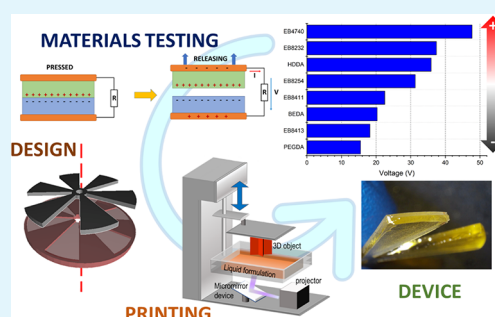 MATERIALS TESTING
PRESSED
RELEASING
R
I
R
V
EB4740
EB8232
HDDA
EB8254
EB8411
BEDA
EB8413
PEGDA
0 10 20 30 40 50
Voltage (V)
+
-
DESIGN
3D object
Liquid formulation
Micromirror
device
projector
PRINTING
DEVICE